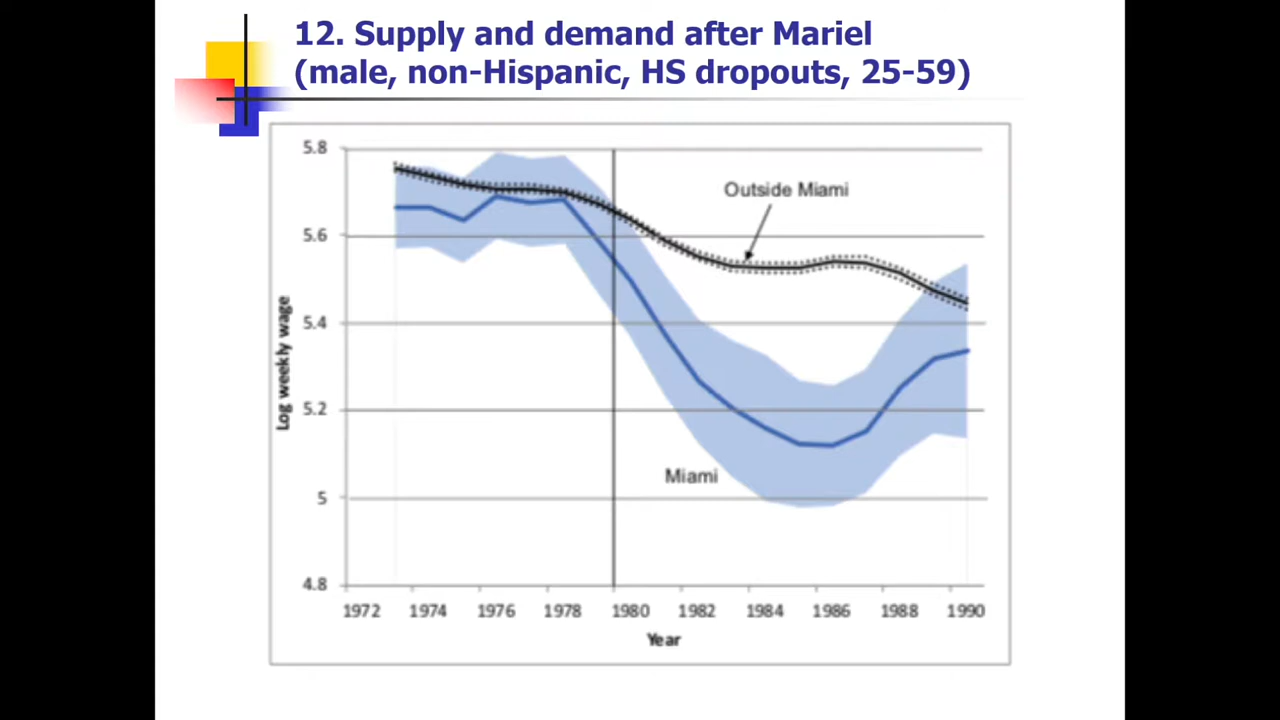 12. Supply and demand after Mariel
(male, non-Hispanic, HS dropouts, 25-59)
5.8
Outside Miami
5.6
5.4
Log weekly wage
5.2
Miami
5
4.8
1972 1974 1976 1978 1980 1982 1984 1986 1988 1990
Year